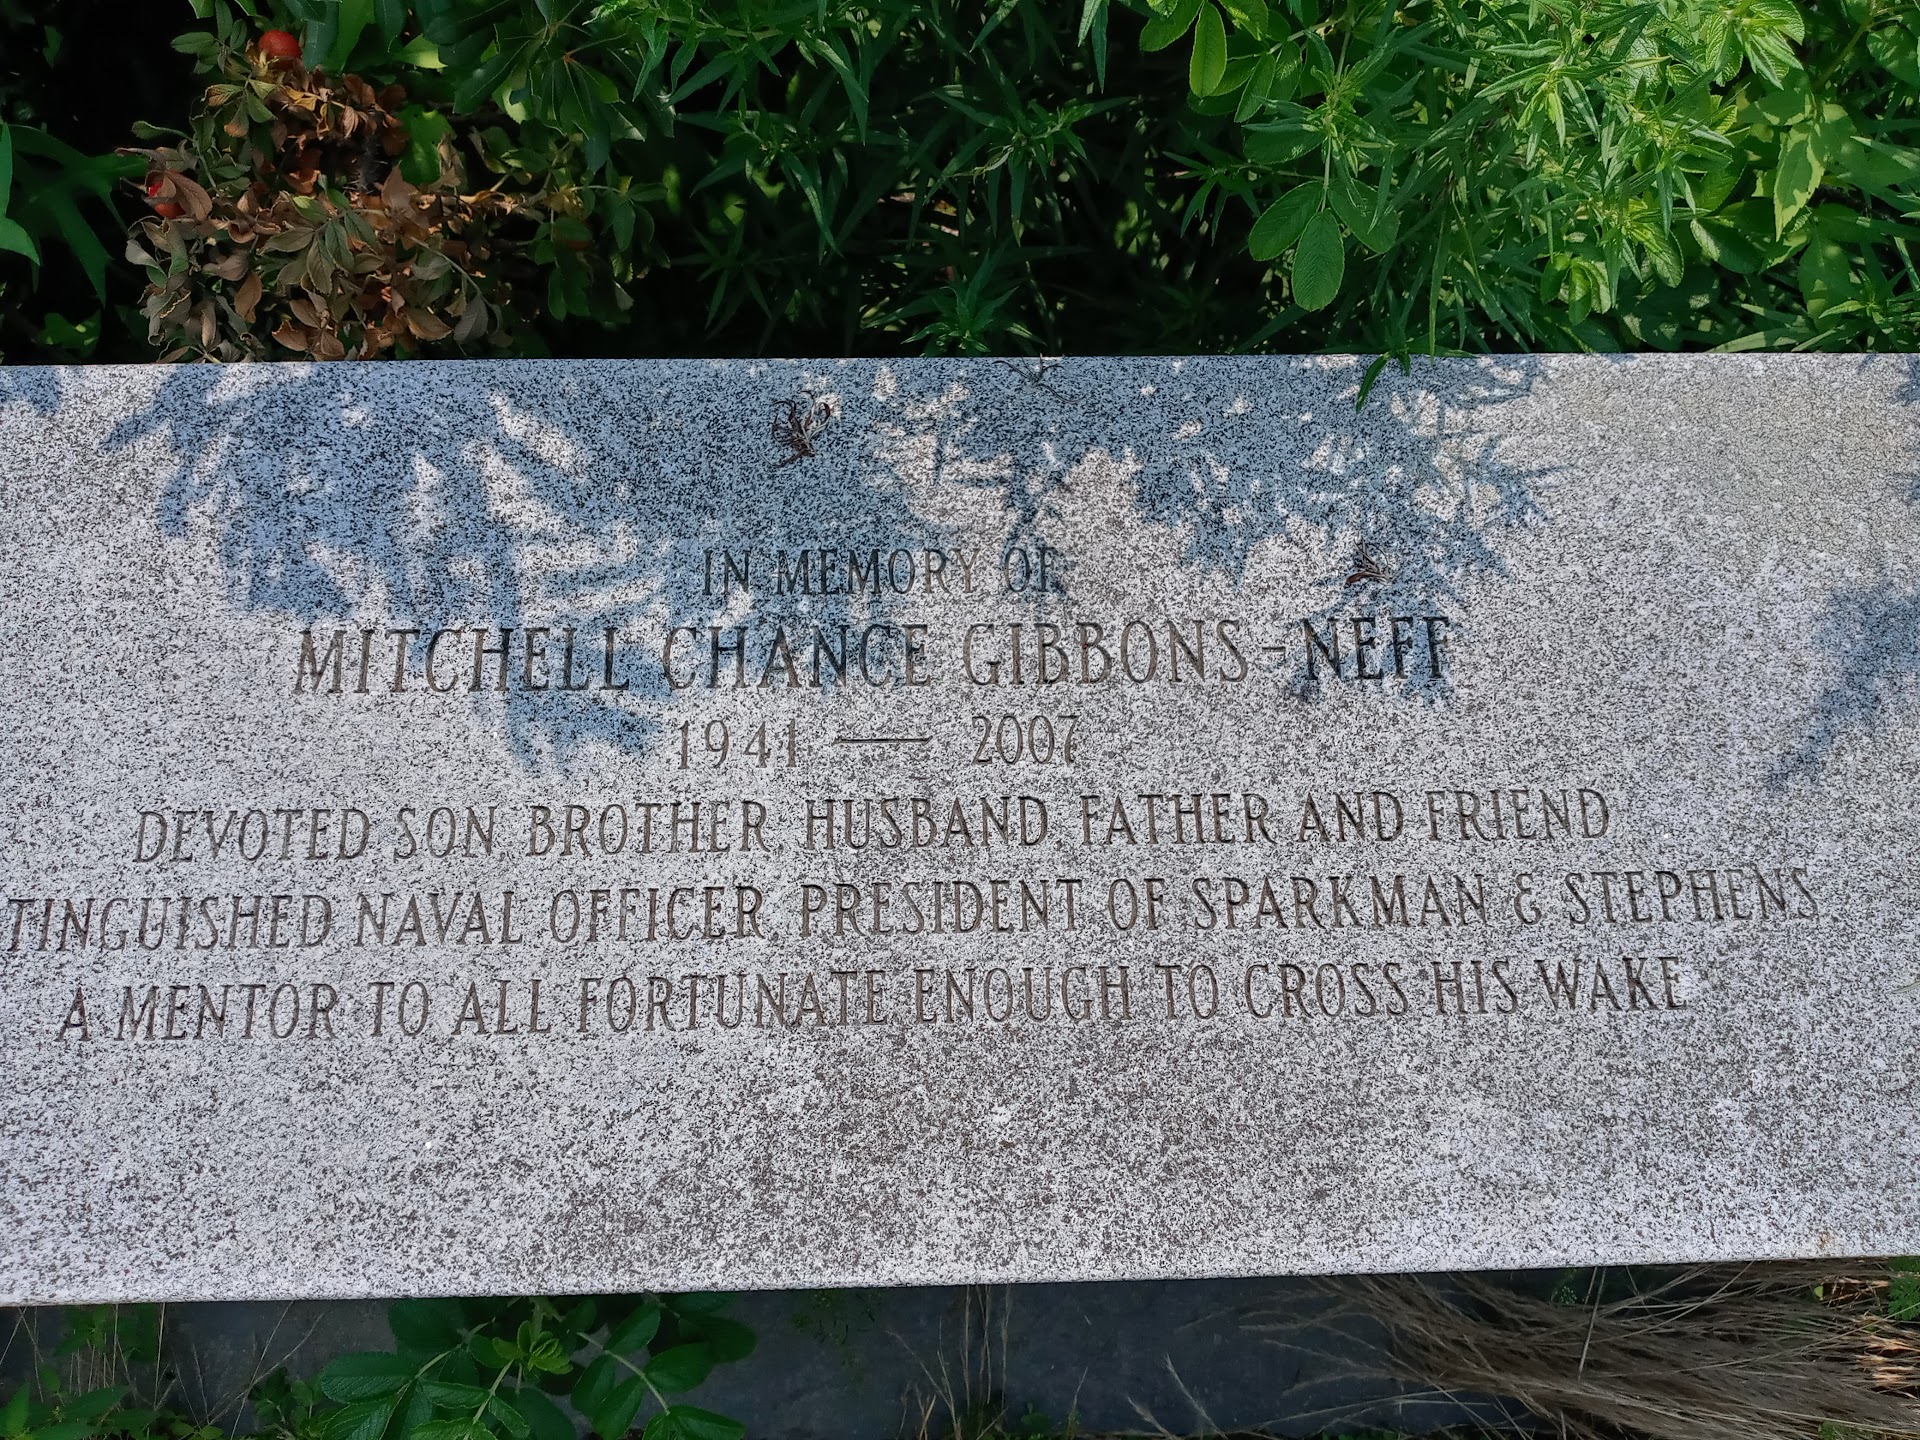 IN MEMORY OF
MITCHELL CHANCE GIBBONS-NEFF
1941 — 2007
DEVOTED SON, BROTHER, HUSBAND, FATHER AND FRIEND
TINGUISHED NAVAL OFFICER, PRESIDENT OF SPARKMAN & STEPHENS
A MENTOR TO ALL FORTUNATE ENOUGH TO CROSS HIS WAKE